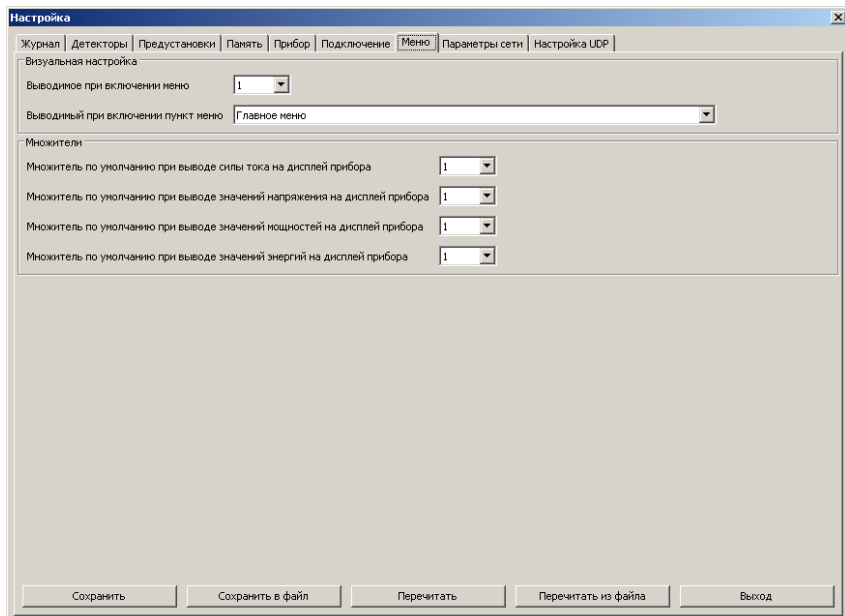 Настройка
Журнал Детекторы Предустановки Память Прибор Подключение Меню Параметры сети Настройка UDP
Визуальная настройка
Выводимое при включении меню 1
Выводимый при включении пункт меню Главное меню
Множители
Множитель по умолчанию при выводе силы тока на дисплей прибора 1
Множитель по умолчанию при выводе значений напряжения на дисплей прибора 1
Множитель по умолчанию при выводе значений мощностей на дисплей прибора 1
Множитель по умолчанию при выводе значений энергий на дисплей прибора 1
Сохранить Сохранить в файл Перечитать Перечитать из файла Выход